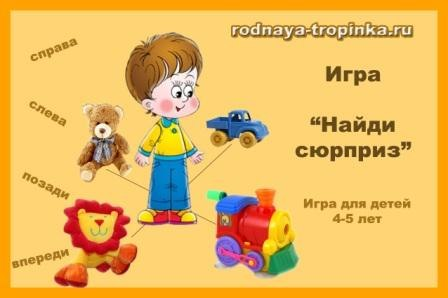 rodnaya-tropinka.ru
справа
слева
позади
впереди
Игра
“Найди
сюрприз”
Игра для детей
4-5 лет